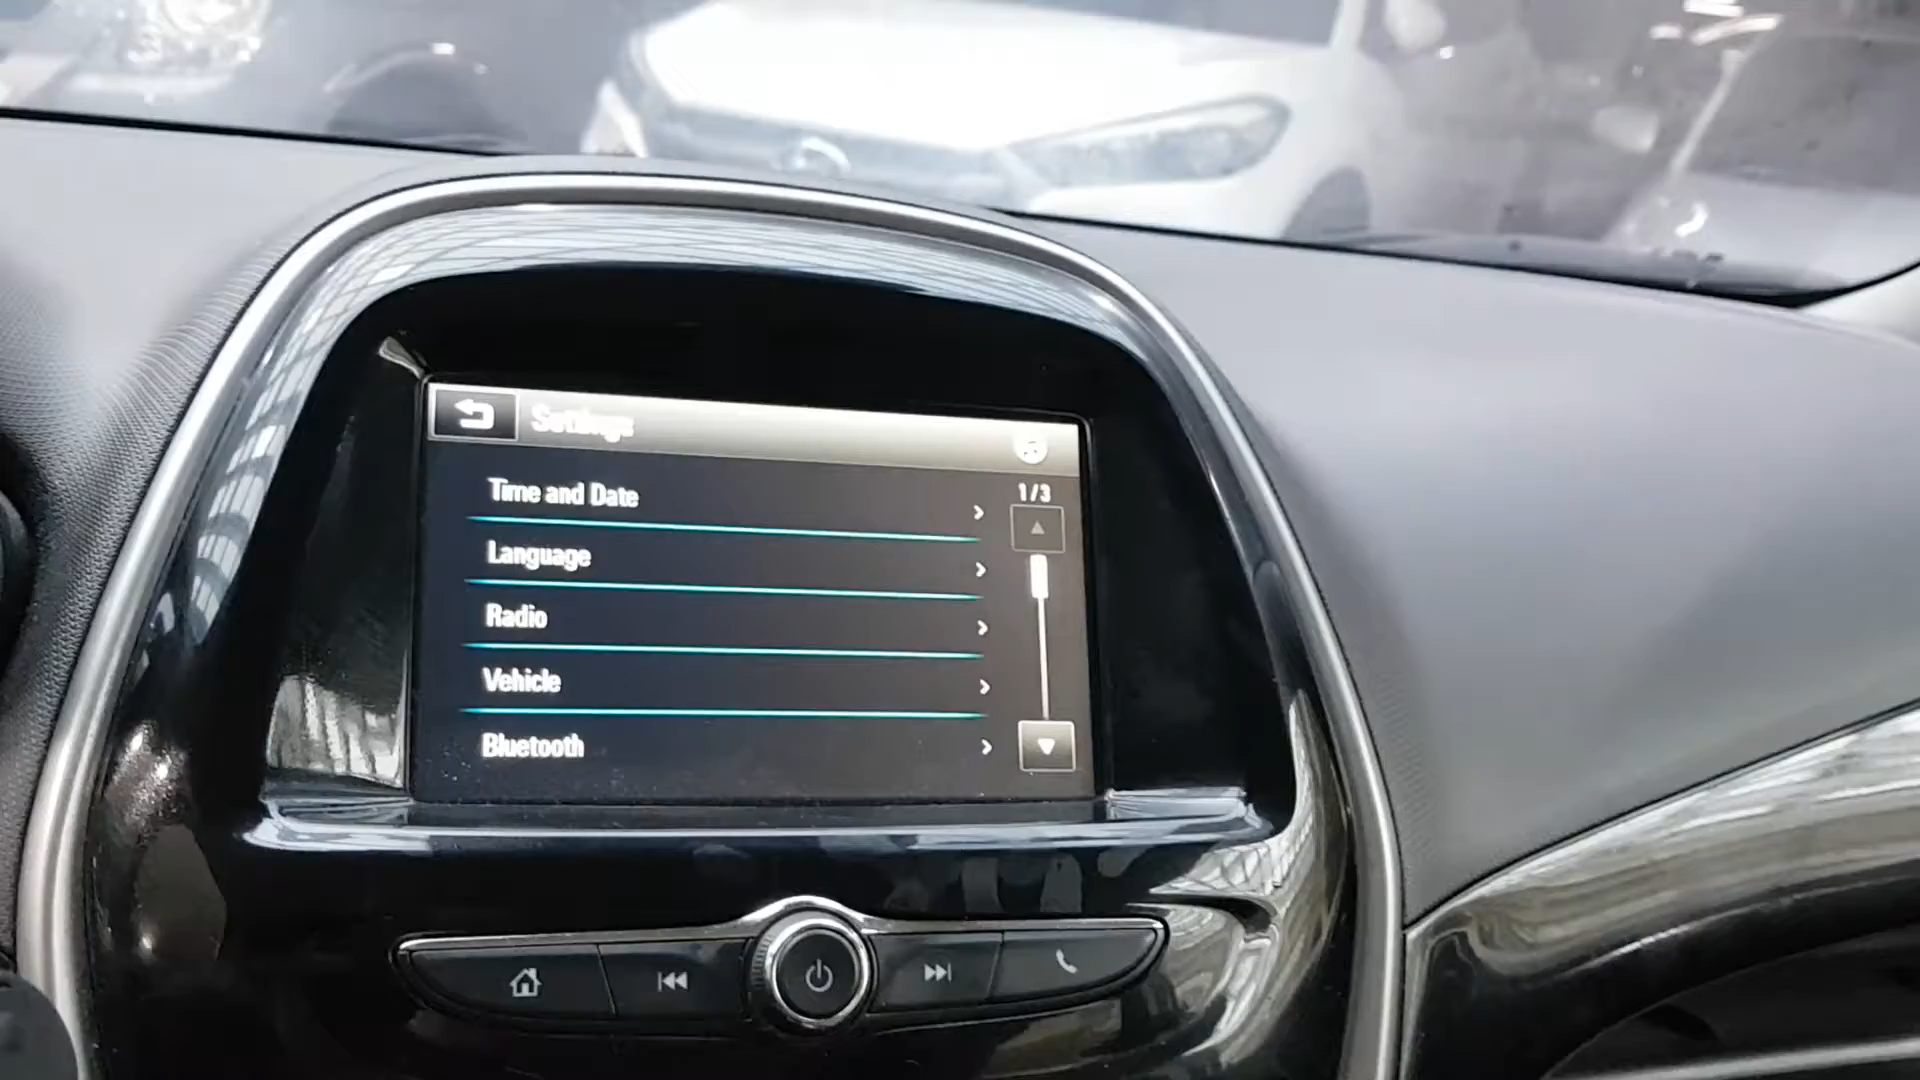 Settings
1/3
Time and Date
Language
Radio
Vehicle
Bluetooth